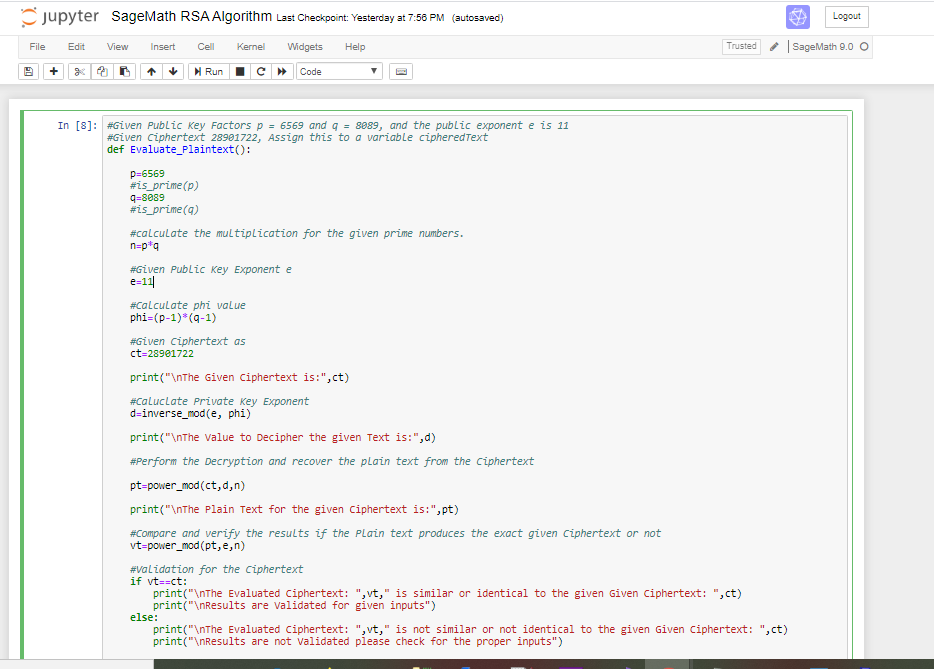 jupyter SageMath RSA Algorithm Last Checkpoint: Yesterday at 7:56 PM (autosaved) Logout
File Edit View Insert Cell Kernel Widgets Help Trusted SageMath 9.0
Run Code
In [8]: #Given Public Key Factors p = 6569 and q = 8089, and the public exponent e is 11
#Given Ciphertext 28901722, Assign this to a variable cipheredText
def Evaluate_Plaintext():
p=6569
#is_prime(p)
q=8089
#is_prime(q)
#calculate the multiplication for the given prime numbers.
n=p*q
#Given Public Key Exponent e
e=11
#Calculate phi value
phi=(p-1)*(q-1)
#Given Ciphertext as
ct=28901722
print("\nThe Given Ciphertext is:",ct)
#Caluclate Private Key Exponent
d=inverse_mod(e, phi)
print("\nThe Value to Decipher the given Text is:",d)
#Perform the Decryption and recover the plain text from the Ciphertext
pt=power_mod(ct,d,n)
print("\nThe Plain Text for the given Ciphertext is:",pt)
#Compare and verify the results if the Plain text produces the exact given Ciphertext or not
vt=power_mod(pt,e,n)
#Validation for the Ciphertext
if vt==ct:
print("\nThe Evaluated Ciphertext: ",vt," is similar or identical to the given Given Ciphertext: ",ct)
print("\nResults are Validated for given inputs")
else:
print("\nThe Evaluated Ciphertext: ",vt," is not similar or not identical to the given Given Ciphertext: ",ct)
print("\nResults are not Validated please check for the proper inputs")